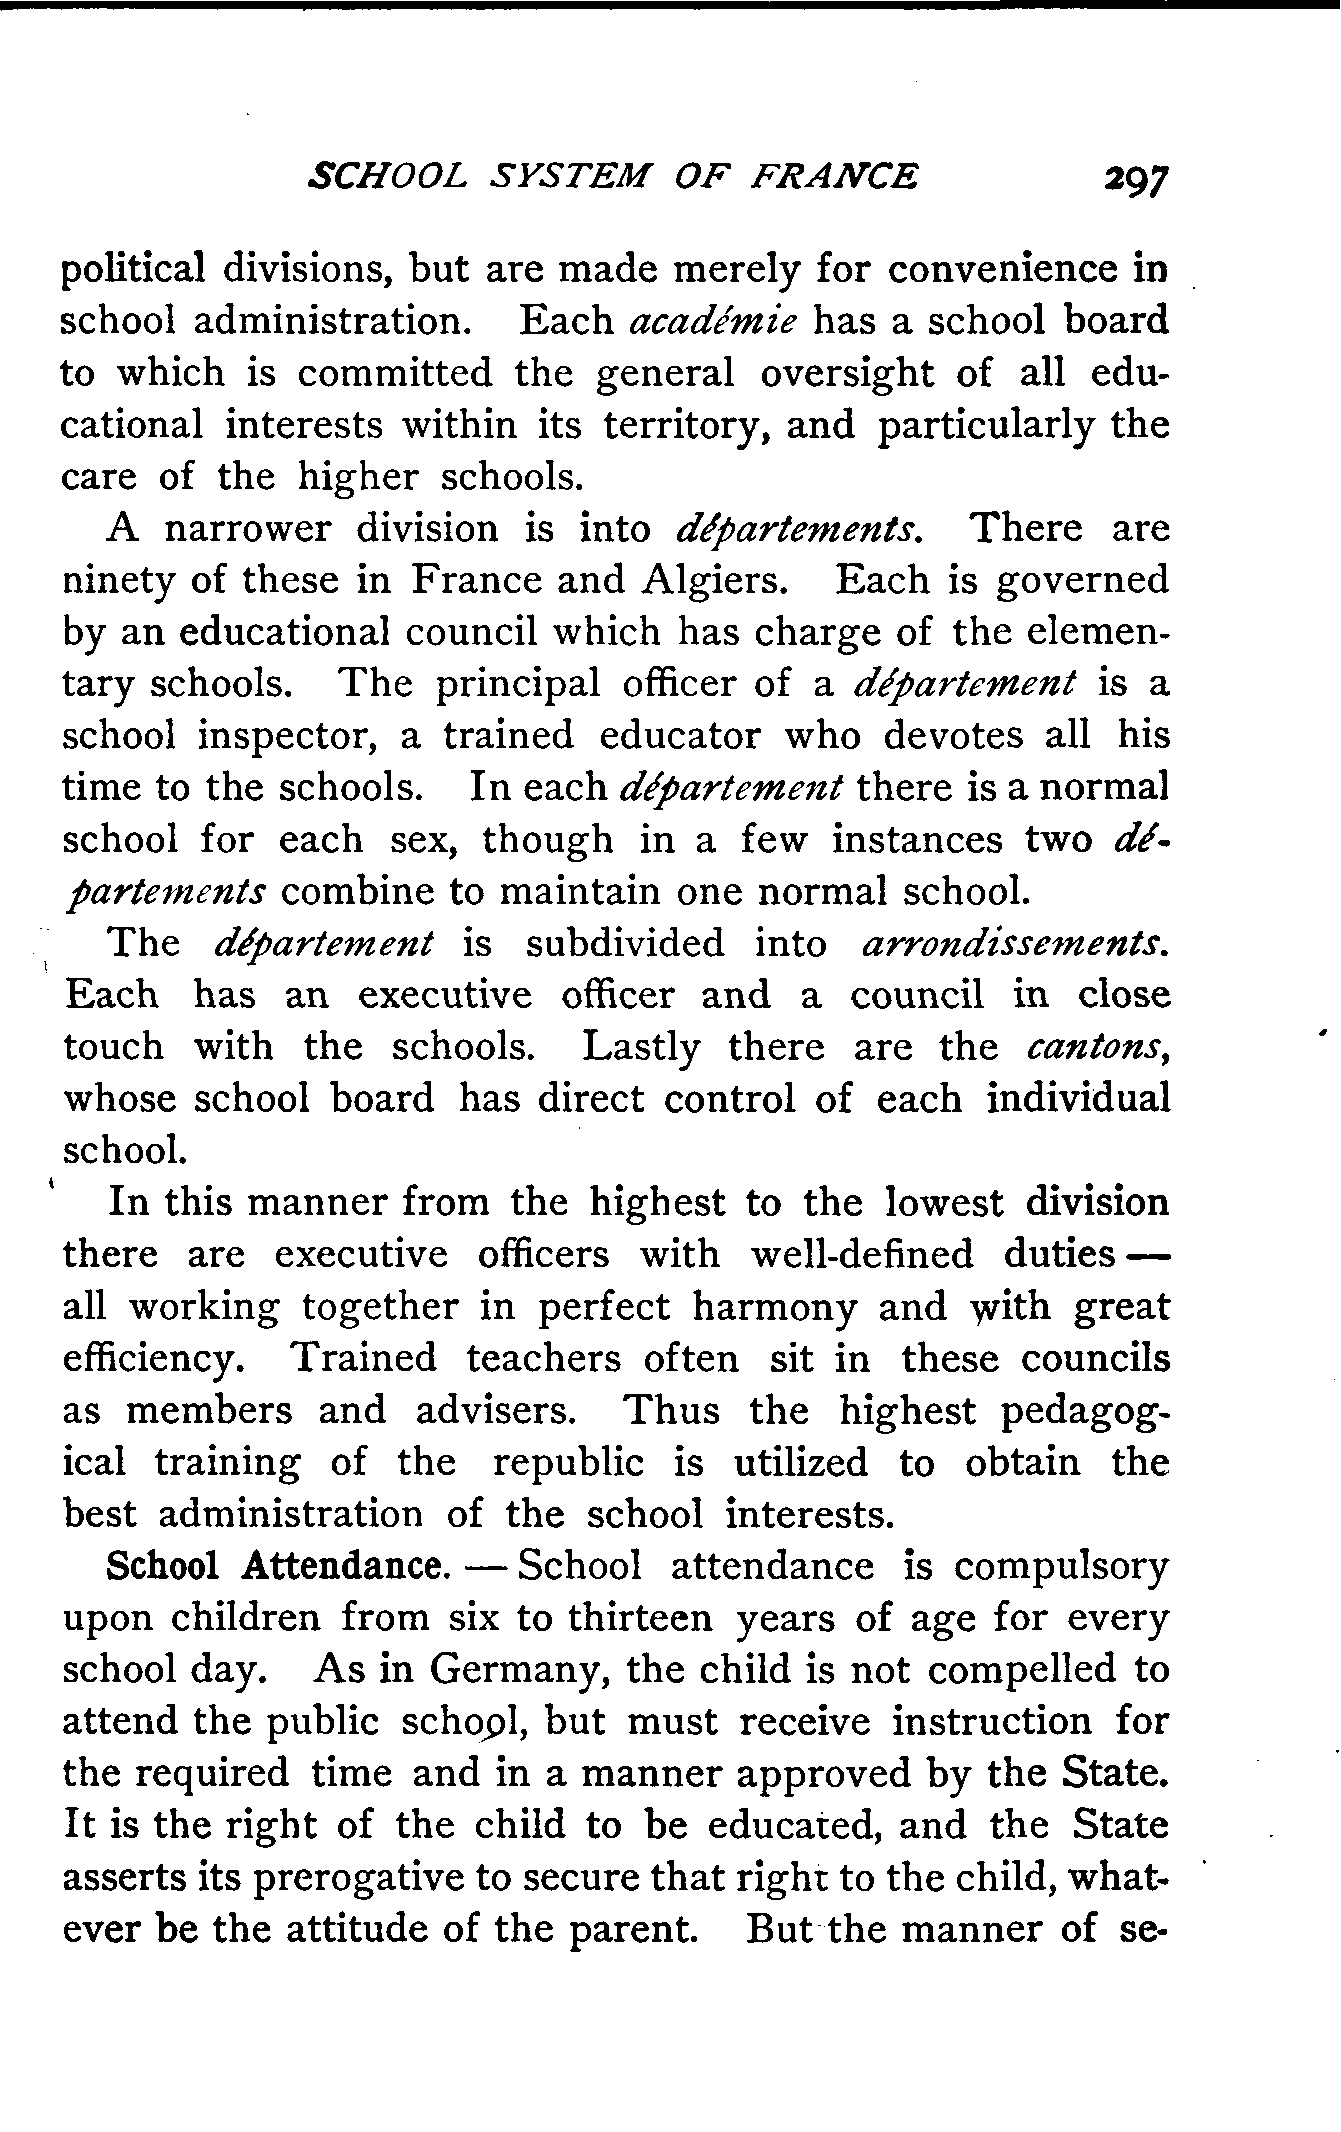 SCHOOL SYSTEM OF FRANCE 297
political divisions, but are made merely for convenience in
school administration. Each académie has a school board
to which is committed the general oversight of all edu-
cational interests within its territory, and particularly the
care of the higher schools.
A narrower division is into départements. There are
ninety of these in France and Algiers. Each is governed
by an educational council which has charge of the elemen-
tary schools. The principal officer of a département is a
school inspector, a trained educator who devotes all his
time to the schools. In each département there is a normal
school for each sex, though in a few instances two dé-
partements combine to maintain one normal school.
The département is subdivided into arrondissements.
Each has an executive officer and a council in close
touch with the schools. Lastly there are the cantons,
whose school board has direct control of each individual
school.
In this manner from the highest to the lowest division
there are executive officers with well-defined duties —
all working together in perfect harmony and with great
efficiency. Trained teachers often sit in these councils
as members and advisers. Thus the highest pedagog-
ical training of the republic is utilized to obtain the
best administration of the school interests.
School Attendance. — School attendance is compulsory
upon children from six to thirteen years of age for every
school day. As in Germany, the child is not compelled to
attend the public school, but must receive instruction for
the required time and in a manner approved by the State.
It is the right of the child to be educated, and the State
asserts its prerogative to secure that right to the child, what-
ever be the attitude of the parent. But the manner of se-